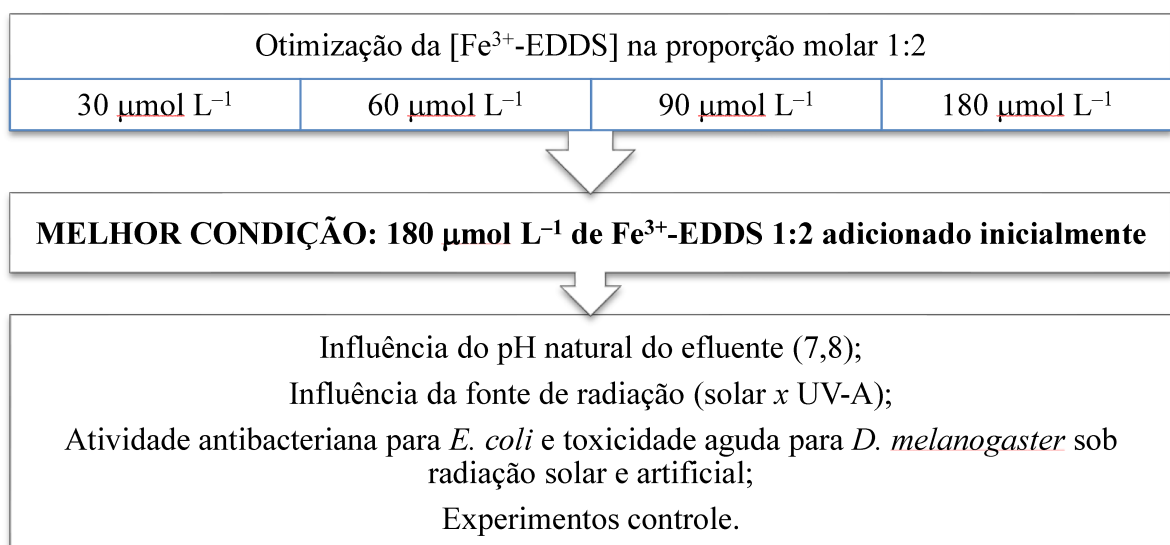 Otimização da [Fe³⁺-EDDS] na proporção molar 1:2
30 μmol L⁻¹
60 μmol L⁻¹
90 μmol L⁻¹
180 μmol L⁻¹
MELHOR CONDIÇÃO: 180 μmol L⁻¹ de Fe³⁺-EDDS 1:2 adicionado inicialmente
Influência do pH natural do efluente (7,8);
Influência da fonte de radiação (solar x UV-A);
Atividade antibacteriana para E. coli e toxicidade aguda para D. melanogaster sob
radiação solar e artificial;
Experimentos controle.